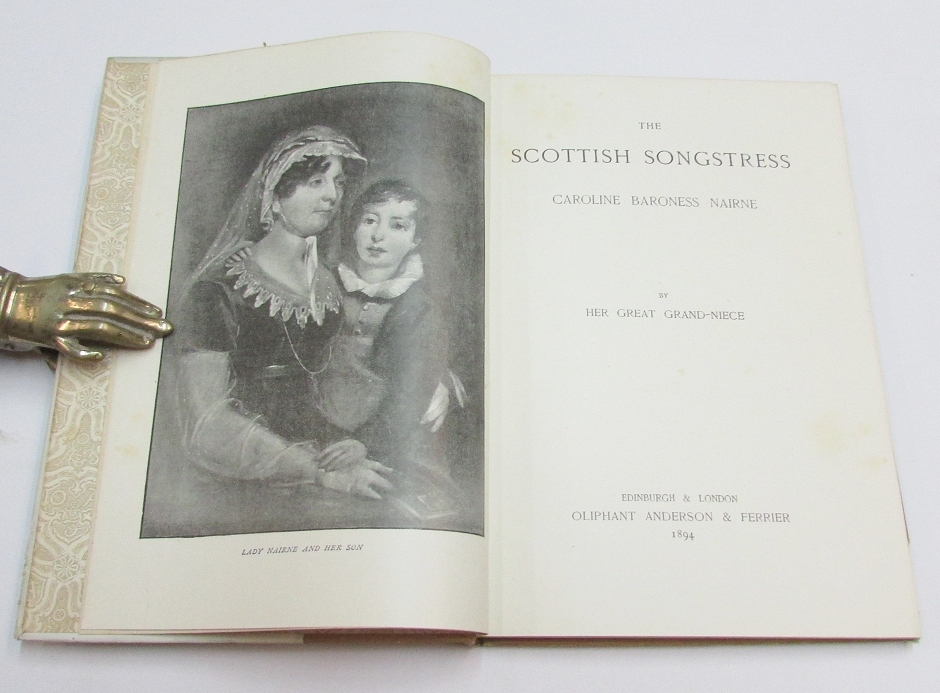 LADY NAIRNE AND HER SON
THE
SCOTTISH SONGSTRESS
CAROLINE BARONESS NAIRNE
BY
HER GREAT GRAND-NIECE
EDINBURGH & LONDON
OLIPHANT ANDERSON & FERRIER
1894